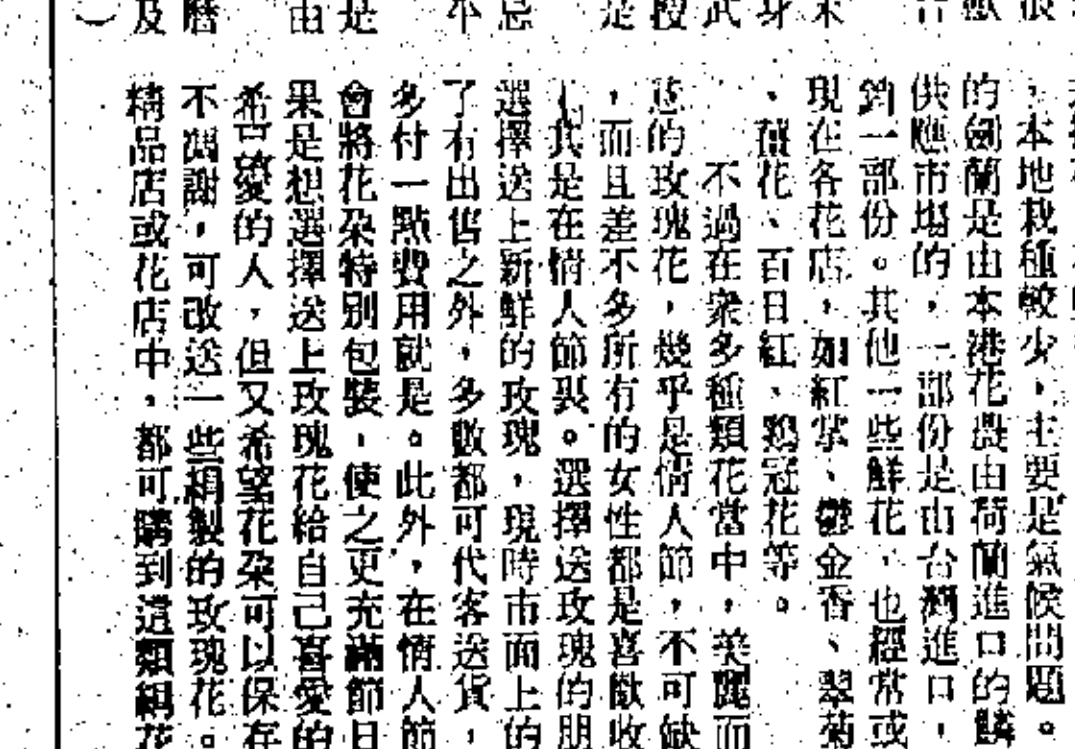 ，本地栽種較少，主要是氣候問題。
的劍蘭是由本港花農由荷蘭進口的
供應市場的，一部份是由台灣進口，
一部份。其他一些鮮花，也經常或
現在各花店，如紅掌、鬱金香、翠菊
、薑花、百日紅、鷄冠花等。
不過在衆多種類花當中，美麗而
的玫瑰花，幾乎是情人節，不可缺
，而且差不多所有的女性都是喜歡收
其是在情人節裏。選擇送玫瑰的朋
選擇送上新鮮的玫瑰，現時市面上的
了有出售之外，多數都可代客送貨，
多付一點費用就是。此外，在情人節
會將花朵特別包裝，使之更充滿節日
果是想選擇送上玫瑰花給自己喜愛的
愛的人，但又希望花朵可以保存
不凋謝，可改送一些絹製的玫瑰花。
精品店或花店中，都可購到這類絹花